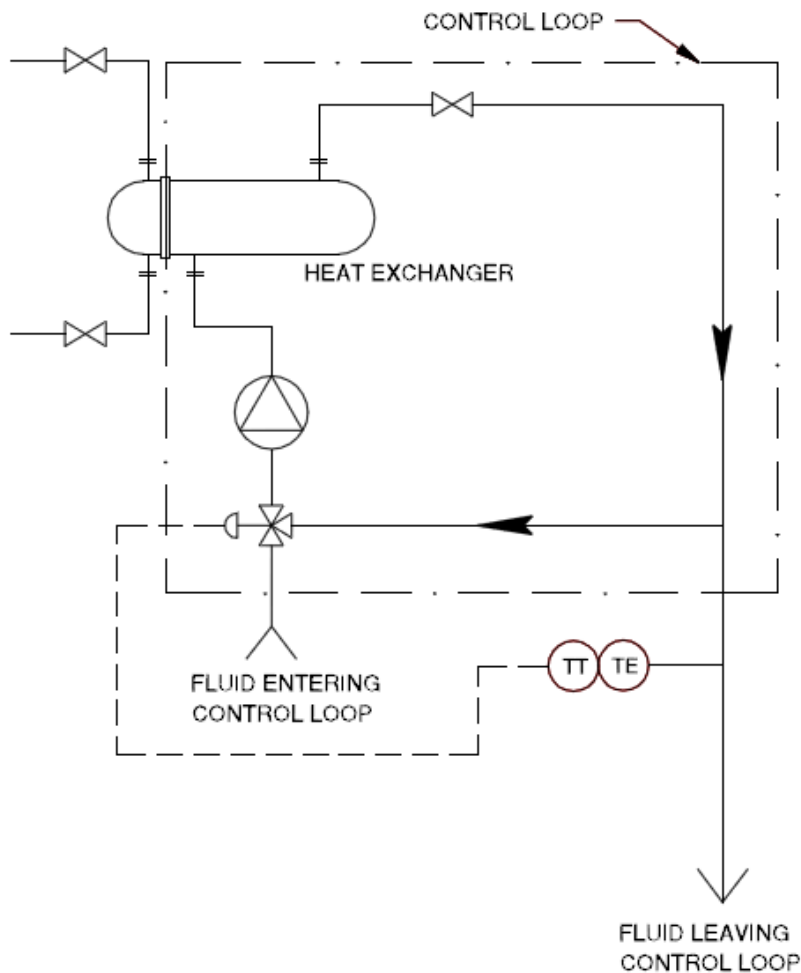 CONTROL LOOP
HEAT EXCHANGER
TT TE
FLUID ENTERING
CONTROL LOOP
FLUID LEAVING
CONTROL LOOP